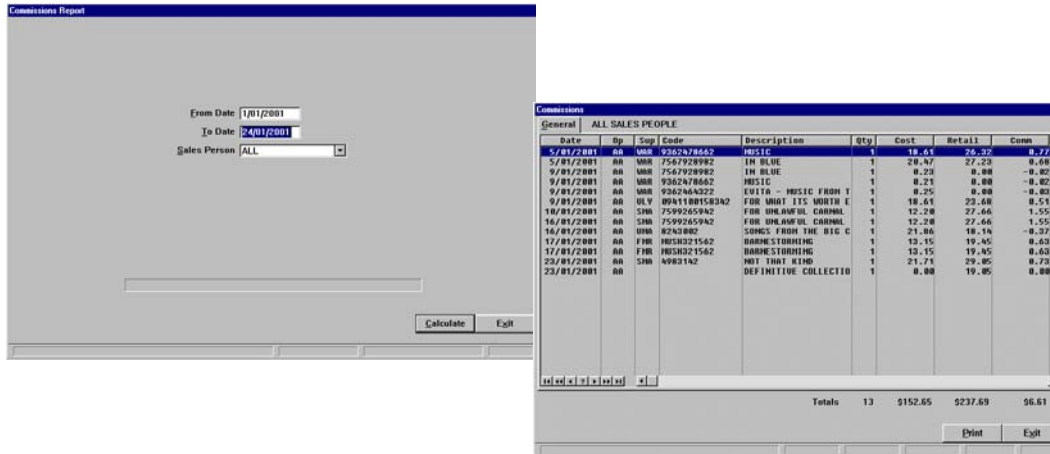 Commissions Report
From Date 1/01/2001
To Date 24/01/2001
Sales Person ALL
Calculate Exit
Commissions
General ALL SALES PEOPLE
Date Op Sup Code Description Qty Cost Retail Comm
5/01/2001 AA WAR 9362478662 MUSIC 1 18.61 26.32 0.77
5/01/2001 AA WAR 7567928982 IN BLUE 1 20.47 27.23 0.68
9/01/2001 AA WAR 7567928982 IN BLUE 1 0.23 0.00 -0.02
9/01/2001 AA WAR 9362478662 MUSIC 1 0.21 0.00 -0.02
9/01/2001 AA WAR 9362464322 EVITA - MUSIC FROM T 1 0.25 0.00 -0.03
9/01/2001 AA VLY 0941100158342 FOR WHAT ITS WORTH E 1 18.61 23.68 0.51
10/01/2001 AA SMA 7599265942 FOR UNLAWFUL CARNAL 1 12.20 27.66 1.55
16/01/2001 AA SMA 7599265942 FOR UNLAWFUL CARNAL 1 12.20 27.66 1.55
16/01/2001 AA UMA 8243002 SONGS FROM THE BIG C 1 21.86 18.14 -0.37
17/01/2001 AA FMR MUSH321562 BARNESTORMING 1 13.15 19.45 0.63
17/01/2001 AA FMR MUSH321562 BARNESTORMING 1 13.15 19.45 0.63
23/01/2001 AA SMA 4983142 NOT THAT KIND 1 21.71 29.05 0.73
23/01/2001 AA DEFINITIVE COLLECTIO 1 0.00 19.05 0.00
Totals 13 $152.65 $237.69 $6.61
Print Exit